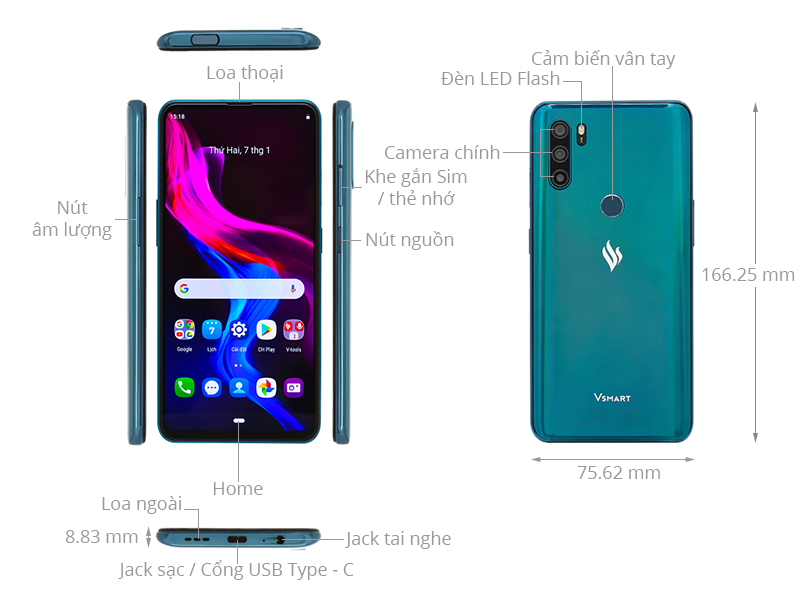 Cảm biến vân tay
Loa thoại
Đèn LED Flash
15:18
Thứ Hai, 7 thg 1
Camera chính
Khe gắn Sim
/ thẻ nhớ
Nút
âm lượng
Nút nguồn
166.25 mm
G
7
Google
Lịch
Cài đặt
CH Play
V-tools
VSMART
75.62 mm
Home
Loa ngoài
8.83 mm
Jack tai nghe
Jack sạc / Cổng USB Type - C